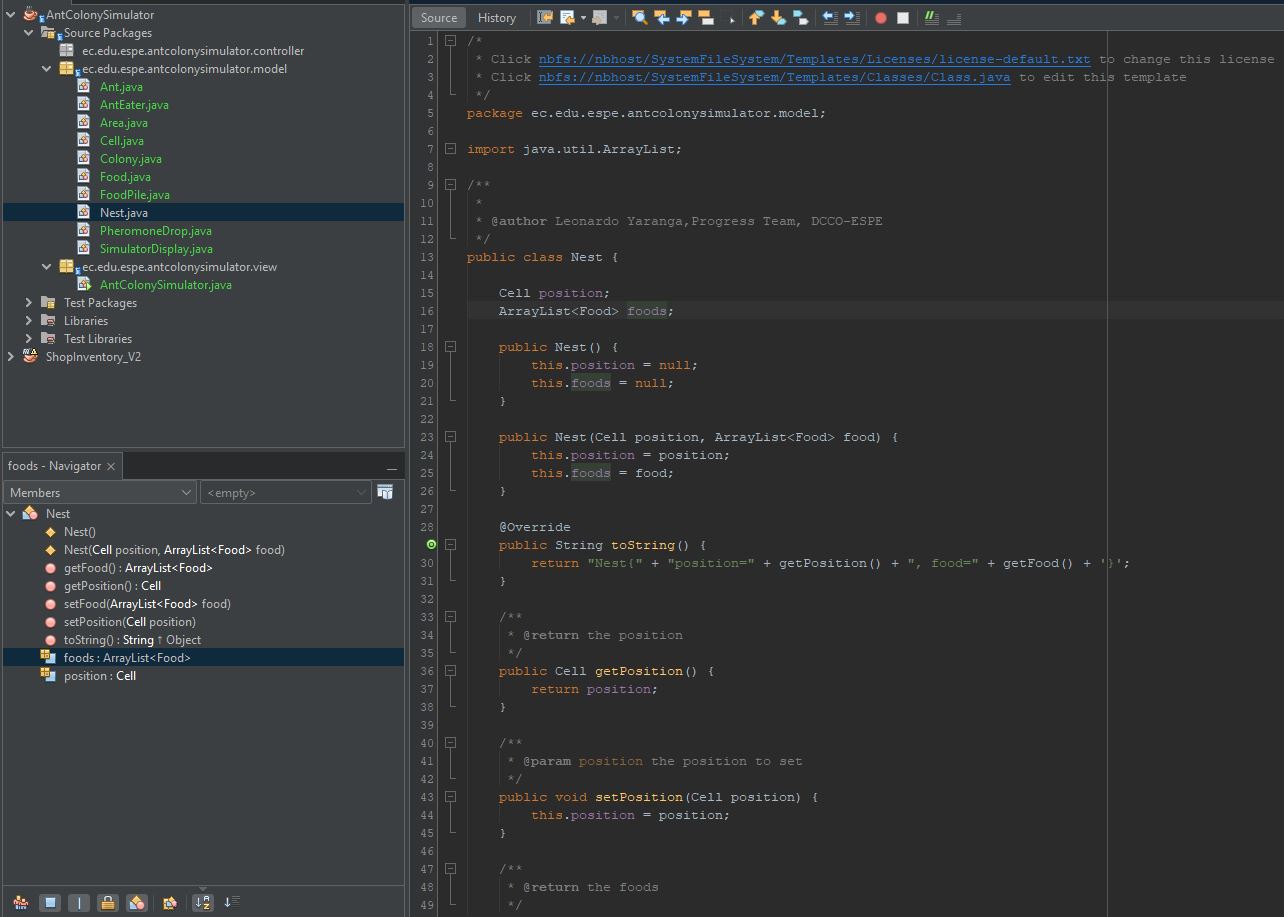 AntColonySimulator
Source Packages
ec.edu.espe.antcolonysimulator.controller
ec.edu.espe.antcolonysimulator.model
Ant.java
AntEater.java
Area.java
Cell.java
Colony.java
Food.java
FoodPile.java
Nest.java
PheromoneDrop.java
SimulatorDisplay.java
ec.edu.espe.antcolonysimulator.view
AntColonySimulator.java
Test Packages
Libraries
Test Libraries
ShopInventory_V2
foods - Navigator
Members
<empty>
Nest
Nest()
Nest(Cell position, ArrayList<Food> food)
getFood() : ArrayList<Food>
getPosition() : Cell
setFood(ArrayList<Food> food)
setPosition(Cell position)
toString() : String ↑ Object
foods : ArrayList<Food>
position : Cell
Source History
1 /*
2 * Click nbfs://nbhost/SystemFileSystem/Templates/Licenses/license-default.txt to change this license
3 * Click nbfs://nbhost/SystemFileSystem/Templates/Classes/Class.java to edit this template
4 */
5 package ec.edu.espe.antcolonysimulator.model;
6
7 import java.util.ArrayList;
8
9 /**
10 *
11 * @author Leonardo Yaranga,Progress Team, DCCO-ESPE
12 */
13 public class Nest {
14
15 Cell position;
16 ArrayList<Food> foods;
17
18 public Nest() {
19 this.position = null;
20 this.foods = null;
21 }
22
23 public Nest(Cell position, ArrayList<Food> food) {
24 this.position = position;
25 this.foods = food;
26 }
27
28 @Override
public String toString() {
30 return "Nest{" + "position=" + getPosition() + ", food=" + getFood() + '}';
31 }
32
33 /**
34 * @return the position
35 */
36 public Cell getPosition() {
37 return position;
38 }
39
40 /**
41 * @param position the position to set
42 */
43 public void setPosition(Cell position) {
44 this.position = position;
45 }
46
47 /**
48 * @return the foods
49 */